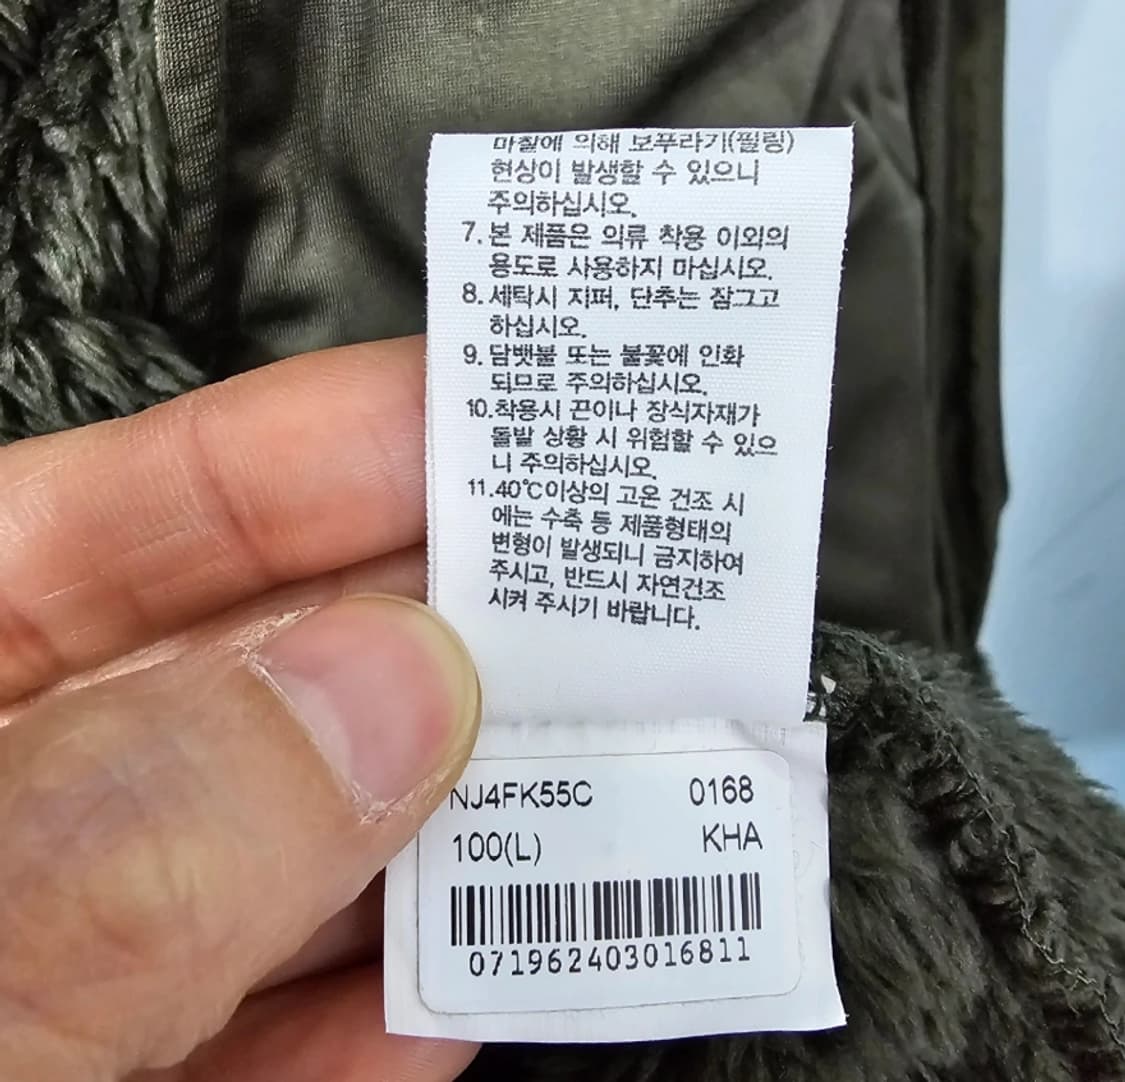 마찰에 의해 보푸라기(필링)
현상이 발생할 수 있으니
주의하십시오.
7. 본 제품은 의류 착용 이외의
용도로 사용하지 마십시오.
8. 세탁시 지퍼, 단추는 잠그고
하십시오.
9. 담뱃불 또는 불꽃에 인화
되므로 주의하십시오.
10. 착용시 끈이나 장식자재가
돌발 상황 시 위험할 수 있으
니 주의하십시오.
11. 40℃이상의 고온 건조 시
에는 수축 등 제품형태의
변형이 발생되니 금지하여
주시고, 반드시 자연건조
시켜 주시기 바랍니다.
NJ4FK55C 0168
100(L) KHA
071962403016811